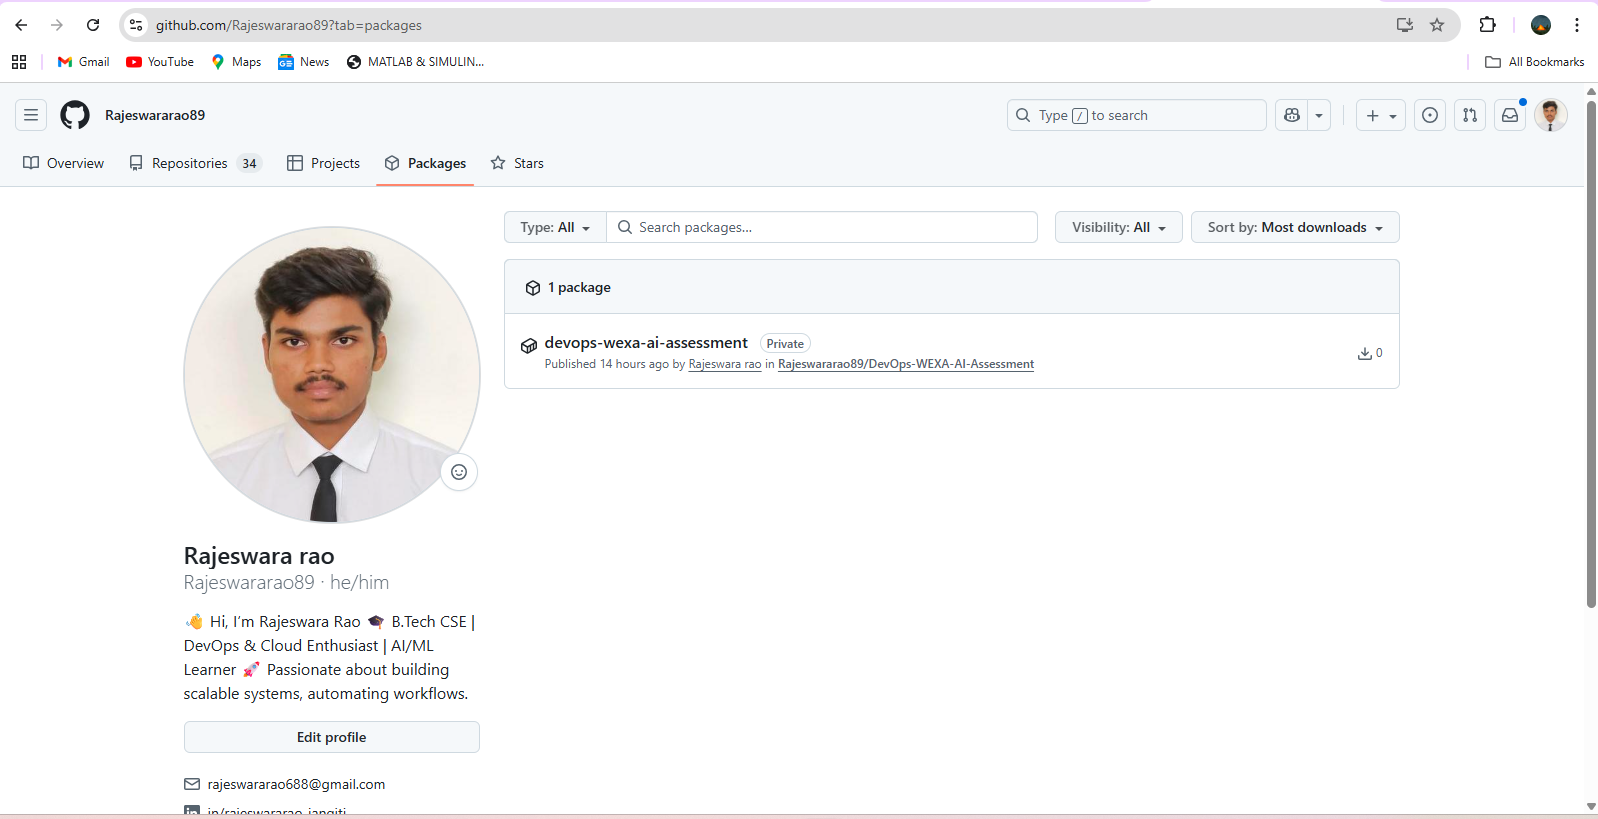 github.com/Rajeswararao89?tab=packages
Gmail YouTube Maps News MATLAB & SIMULIN... All Bookmarks
Rajeswararao89 Type / to search
Overview Repositories 34 Projects Packages Stars
Type: All Search packages... Visibility: All Sort by: Most downloads
1 package
devops-wexa-ai-assessment Private
Published 14 hours ago by Rajeswara rao in Rajeswararao89/DevOps-WEXA-AI-Assessment
0
Rajeswara rao
Rajeswararao89 · he/him
👋 Hi, I’m Rajeswara Rao 🎓 B.Tech CSE |
DevOps & Cloud Enthusiast | AI/ML
Learner 🚀 Passionate about building
scalable systems, automating workflows.
Edit profile
rajeswararao688@gmail.com
in/rajeswararao-jangiti